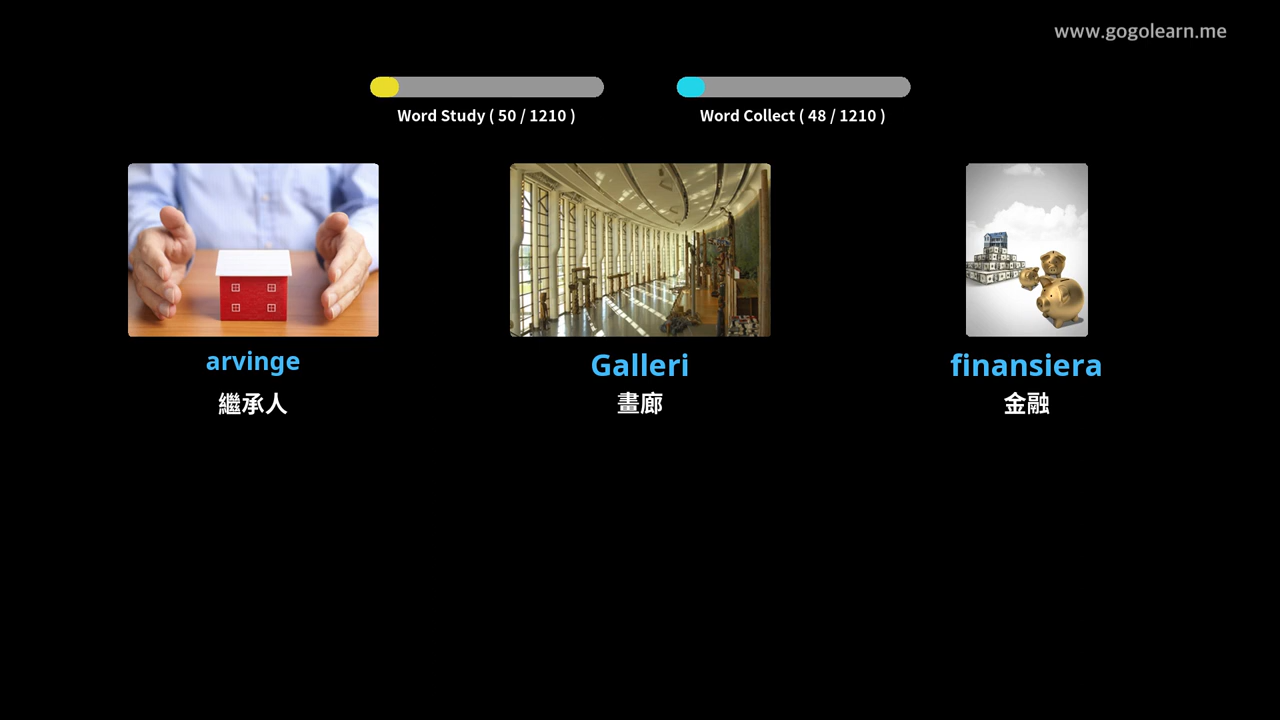 www.gogolearn.me
Word Study ( 50 / 1210 )
Word Collect ( 48 / 1210 )
arvinge
繼承人
Galleri
畫廊
finansiera
金融